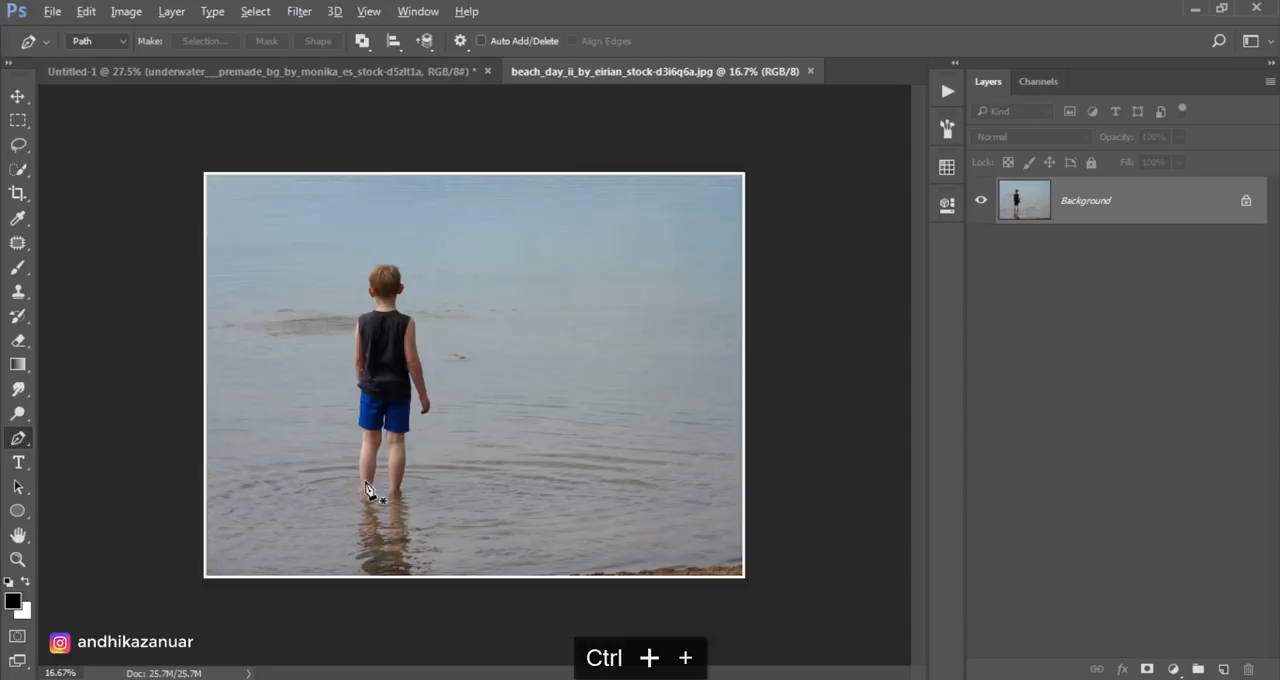 Ps File Edit Image Layer Type Select Filter 3D View Window Help
Path Make: Selection... Mask Shape Auto Add/Delete Align Edges
Untitled-1 @ 27.5% (underwater__premade_bg_by_monika_es_stock-d5zlt1a, RGB/8#) * × beach_day_ii_by_eirian_stock-d3i6q6a.jpg @ 16.7% (RGB/8) ×
Layers Channels
Kind
Normal Opacity: 100%
Lock: Fill: 100%
Background
andhikazanuar
Ctrl + +
16.67% Doc: 25.7M/25.7M